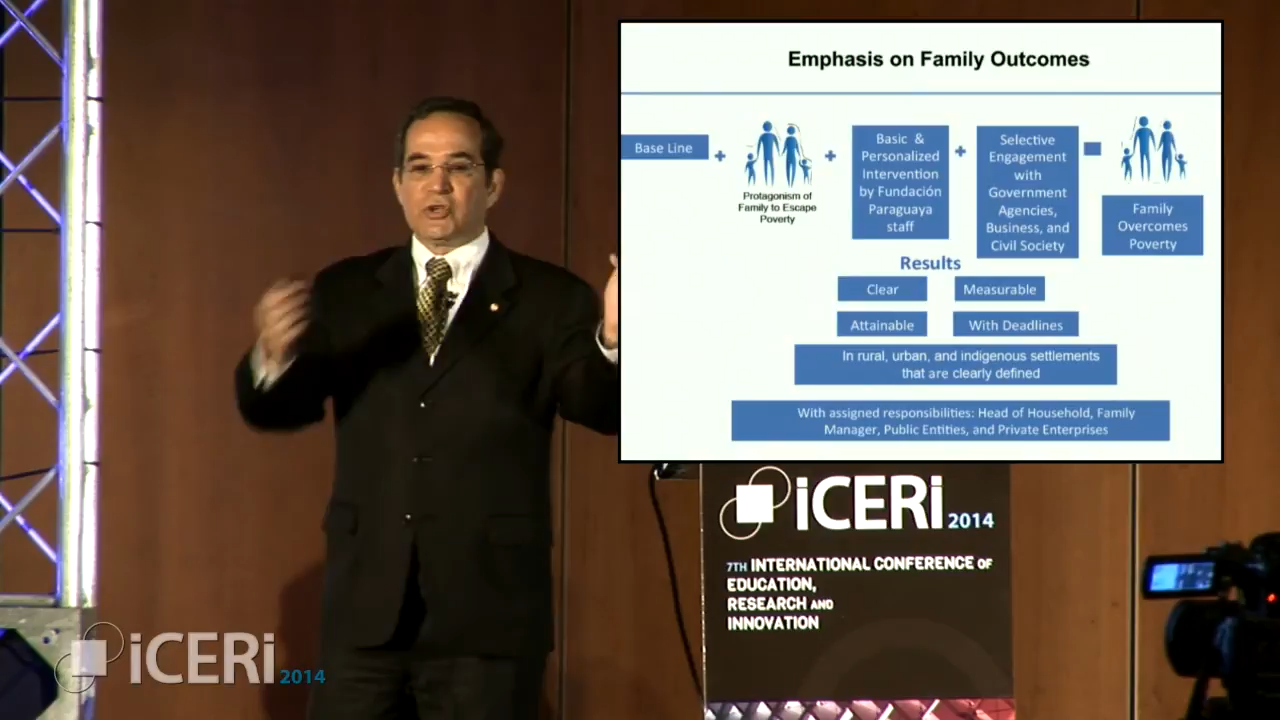 Emphasis on Family Outcomes
Base Line
+
Protagonism of
Family to Escape
Poverty
+
Basic &
Personalized
Intervention
by Fundación
Paraguaya
staff
+
Selective
Engagement
with
Government
Agencies,
Business, and
Civil Society
Family
Overcomes
Poverty
Results
Clear
Measurable
Attainable
With Deadlines
In rural, urban, and indigenous settlements
that are clearly defined
With assigned responsibilities: Head of Household, Family
Manager, Public Entities, and Private Enterprises
iCERi 2014
7TH INTERNATIONAL CONFERENCE OF
EDUCATION,
RESEARCH AND
INNOVATION
iCERi 2014